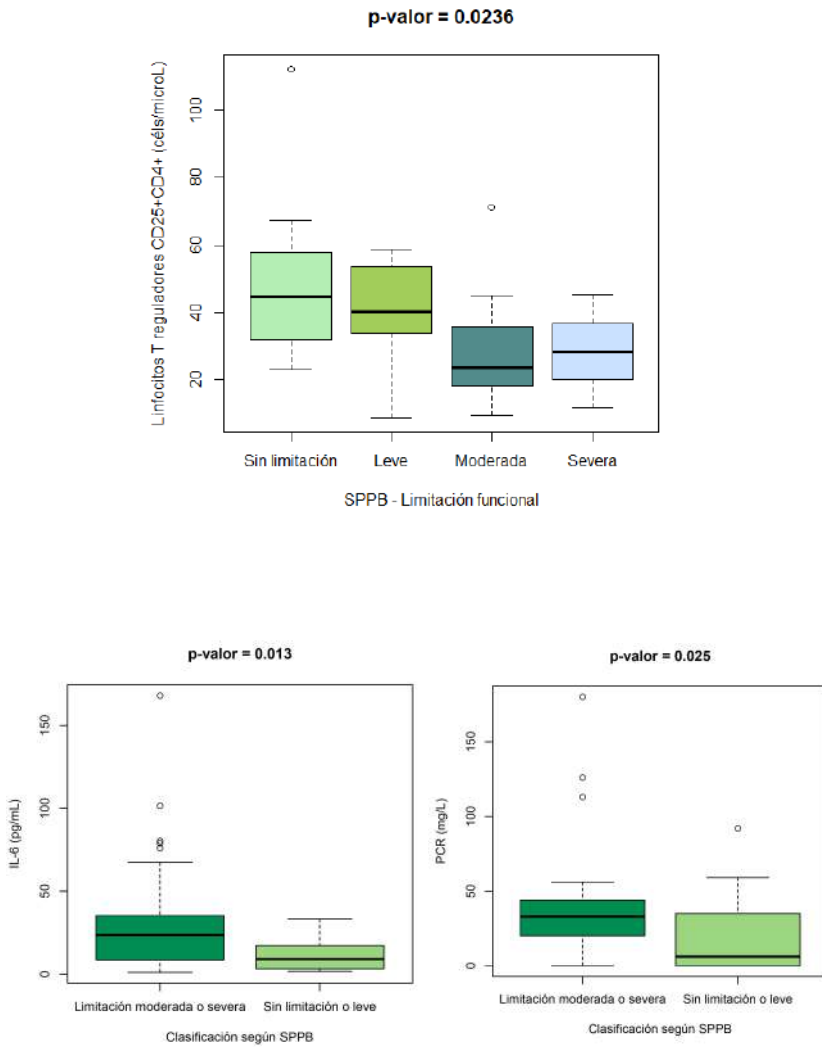 p-valor = 0.0236
Linfocitos T reguladores CD25+CD4+ (céls/microL)
100
80
60
40
20
Sin limitación Leve Moderada Severa
SPPB - Limitación funcional
p-valor = 0.013
IL-6 (pg/mL)
150
100
50
0
Limitación moderada o severa Sin limitación o leve
Clasificación según SPPB
p-valor = 0.025
PCR (mg/L)
150
100
50
0
Limitación moderada o severa Sin limitación o leve
Clasificación según SPPB